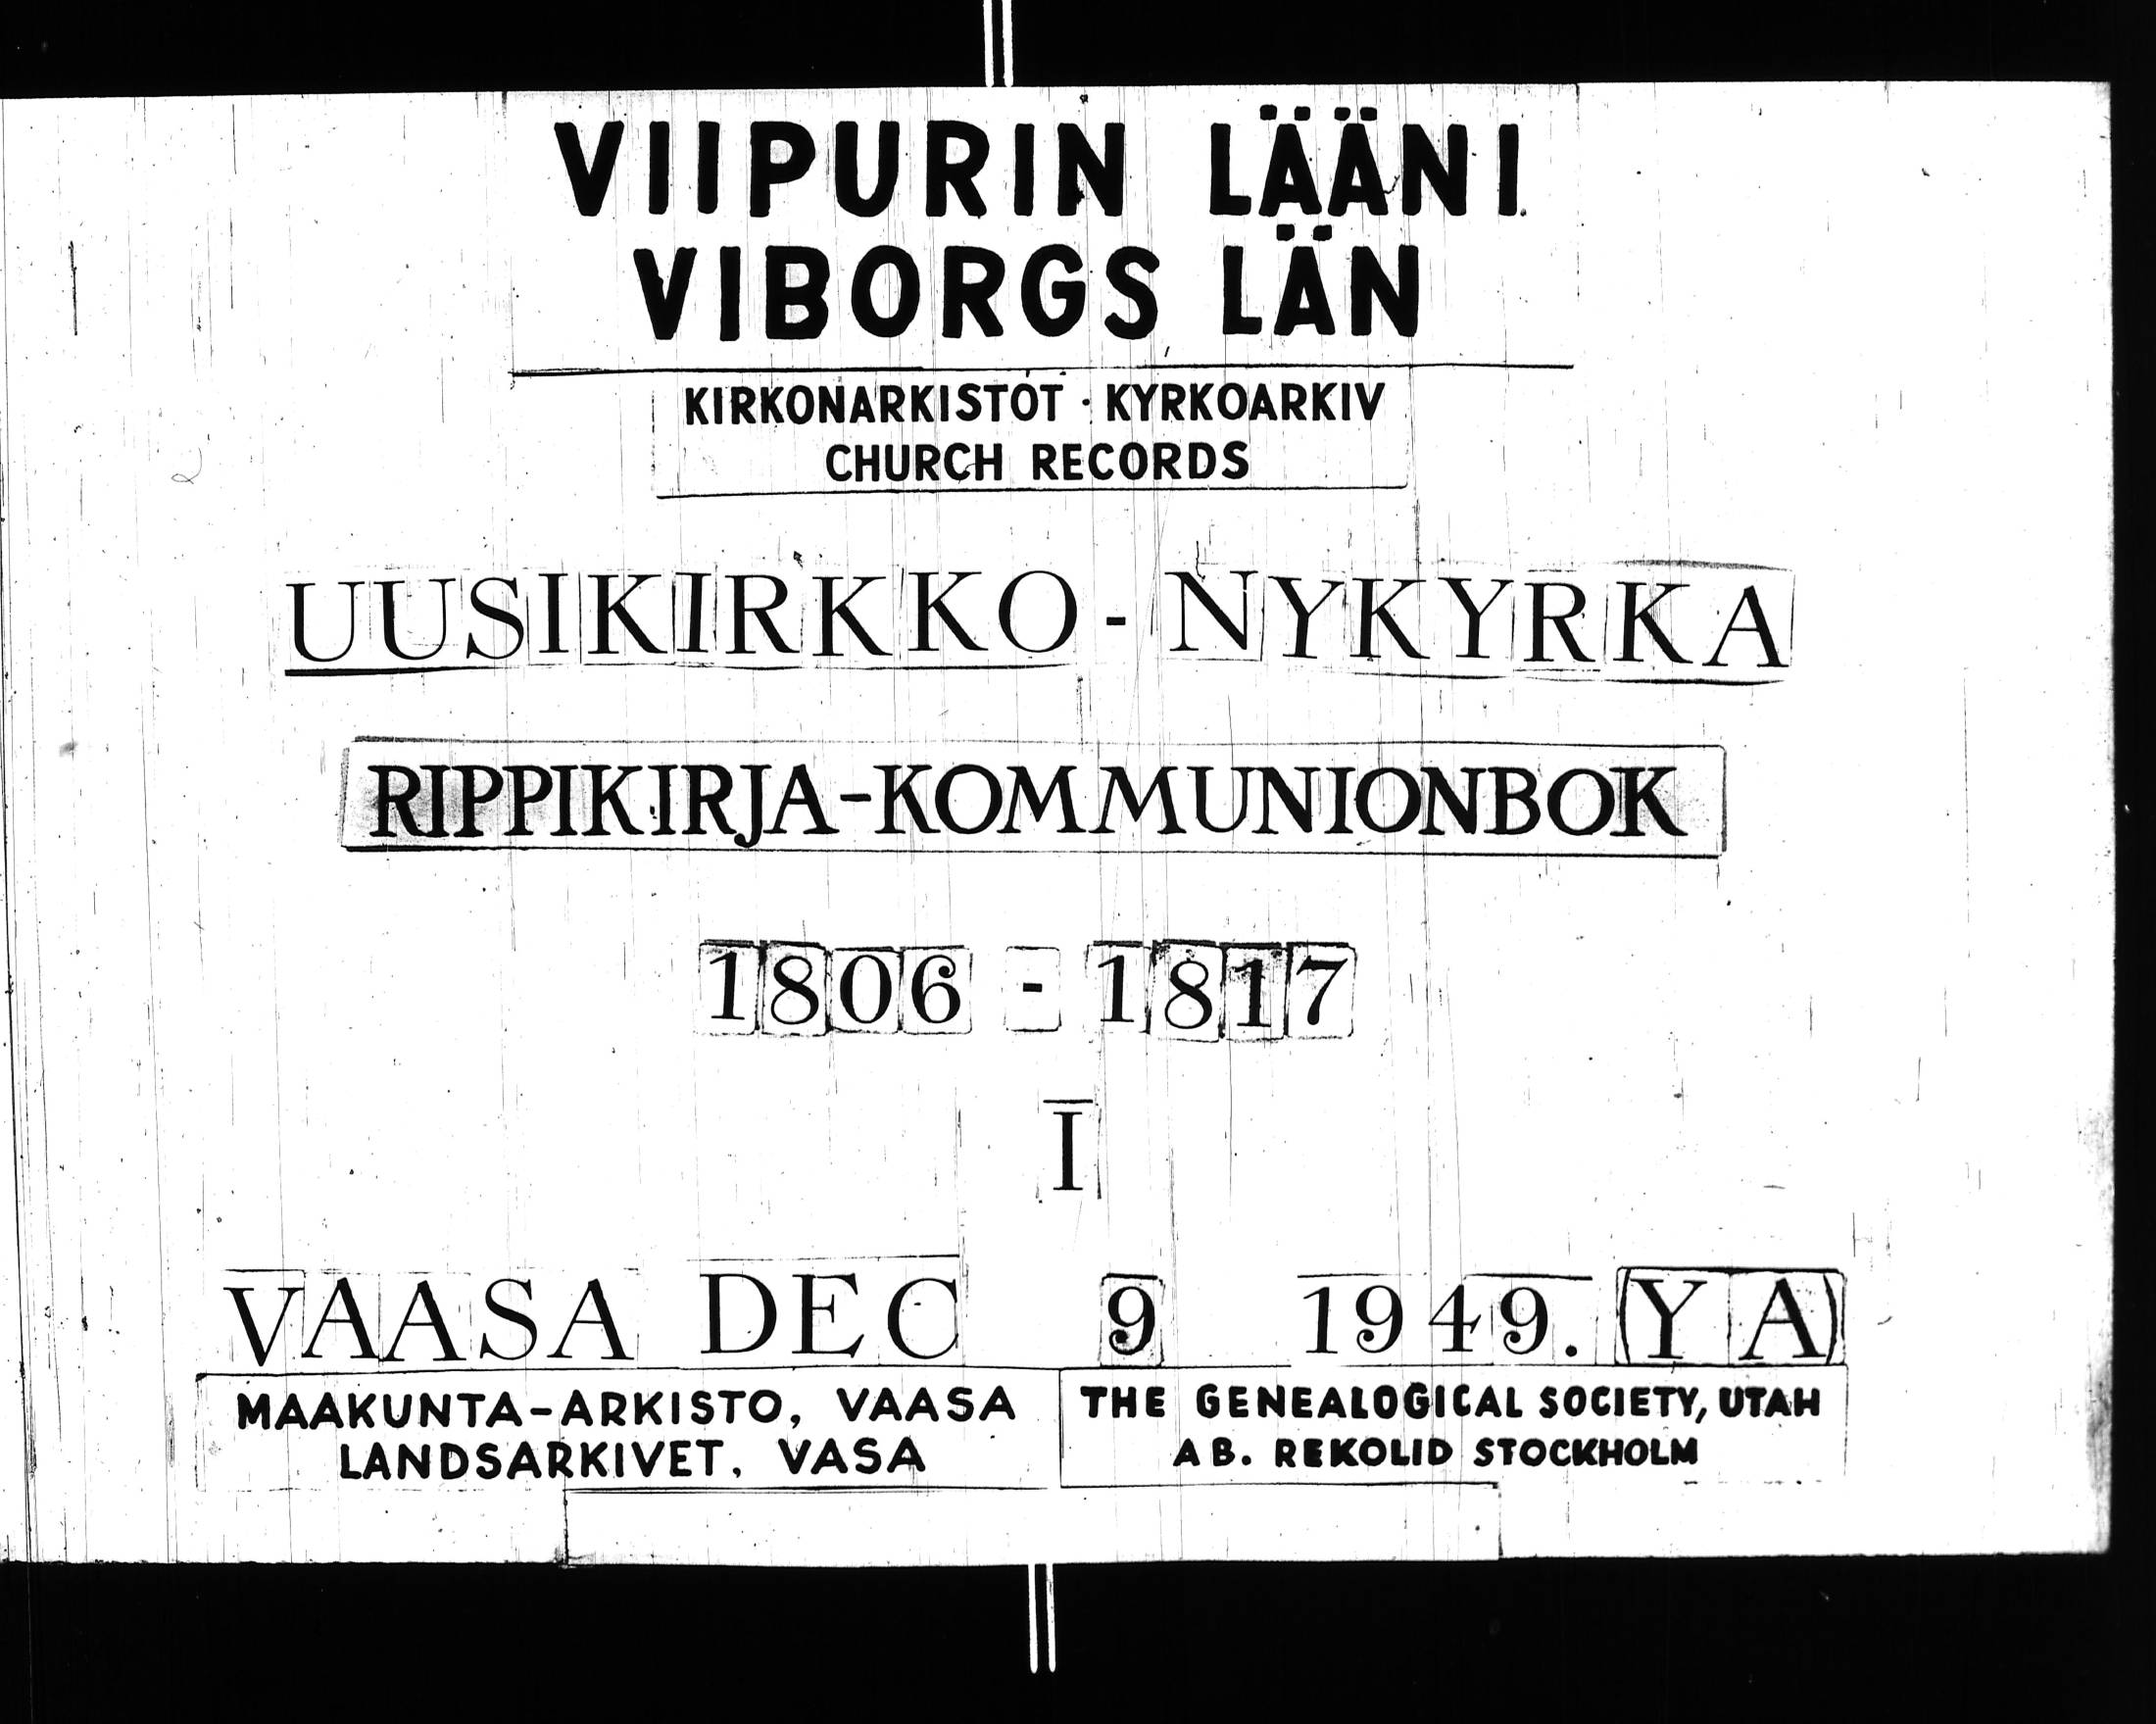 VIIPURIN LÄÄNI
VIBORGS LÄN
KIRKONARKISTOT · KYRKOARKIV
CHURCH RECORDS
UUSIKIRKKO - NYKYRKA
RIPPIKIRJA-KOMMUNIONBOK
1806 - 1817
I
VAASA DEC 9 1949. (YA)
MAAKUNTA-ARKISTO, VAASA
LANDSARKIVET, VASA
THE GENEALOGICAL SOCIETY, UTAH
AB. REKOLID STOCKHOLM